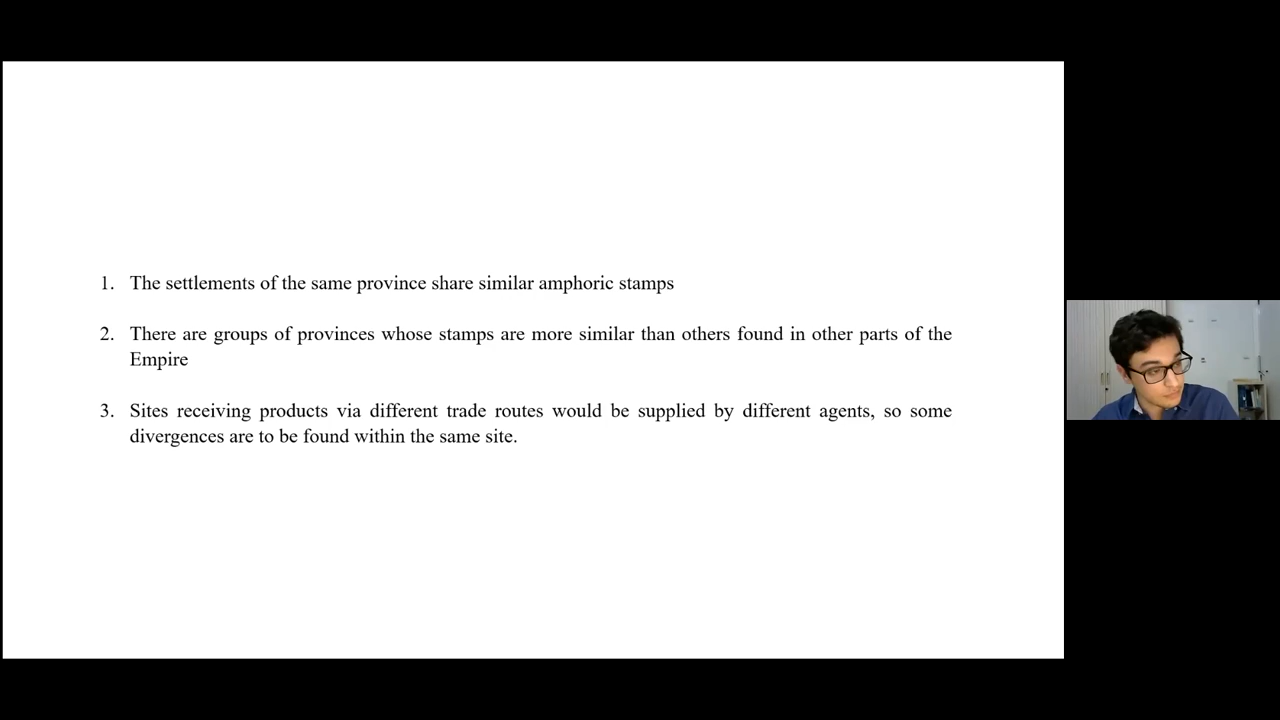 1. The settlements of the same province share similar amphoric stamps
2. There are groups of provinces whose stamps are more similar than others found in other parts of the
Empire
3. Sites receiving products via different trade routes would be supplied by different agents, so some
divergences are to be found within the same site.